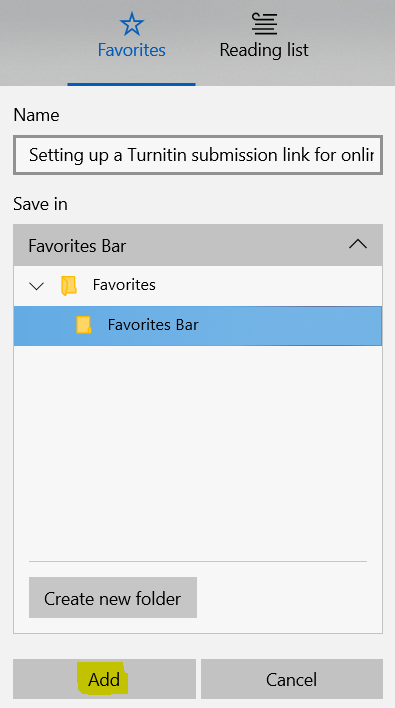 Favorites
Reading list
Name
Setting up a Turnitin submission link for onlin
Save in
Favorites Bar
Favorites
Favorites Bar
Create new folder
Add
Cancel